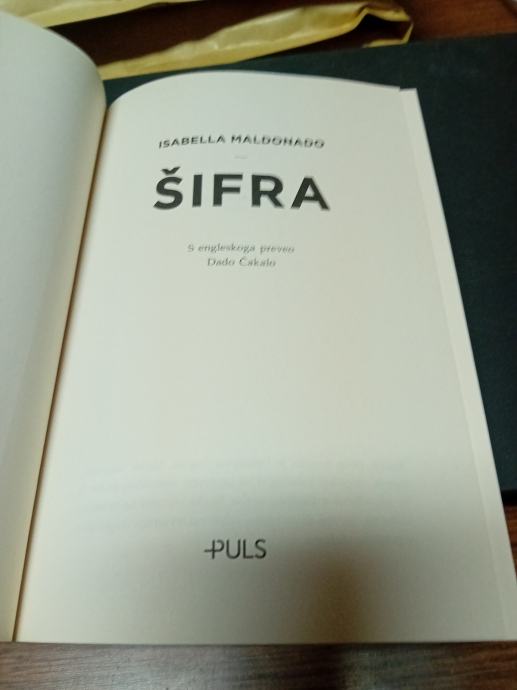 ISABELLA MALDONADO
ŠIFRA
S engleskoga preveo
Dado Čakalo
+PULS